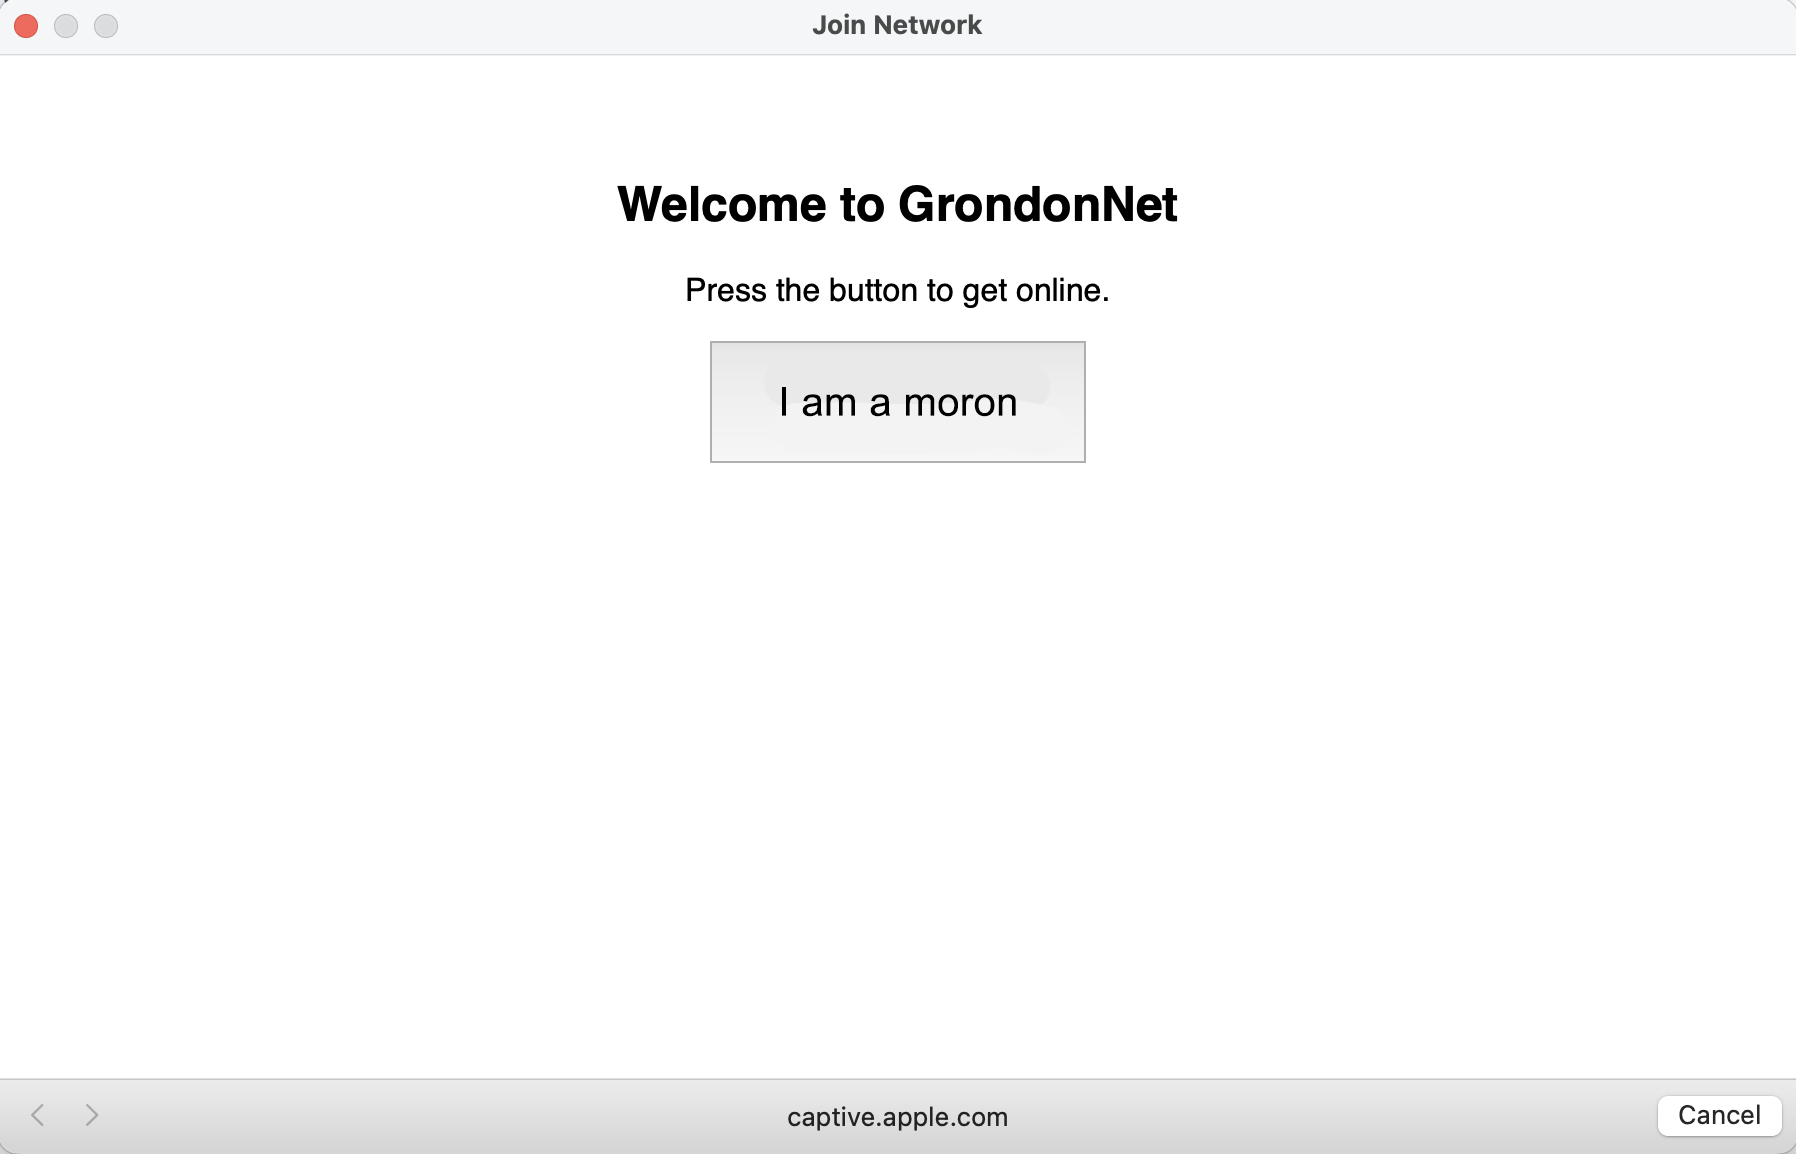 Join Network
Welcome to GrondonNet
Press the button to get online.
I am a moron
captive.apple.com
Cancel